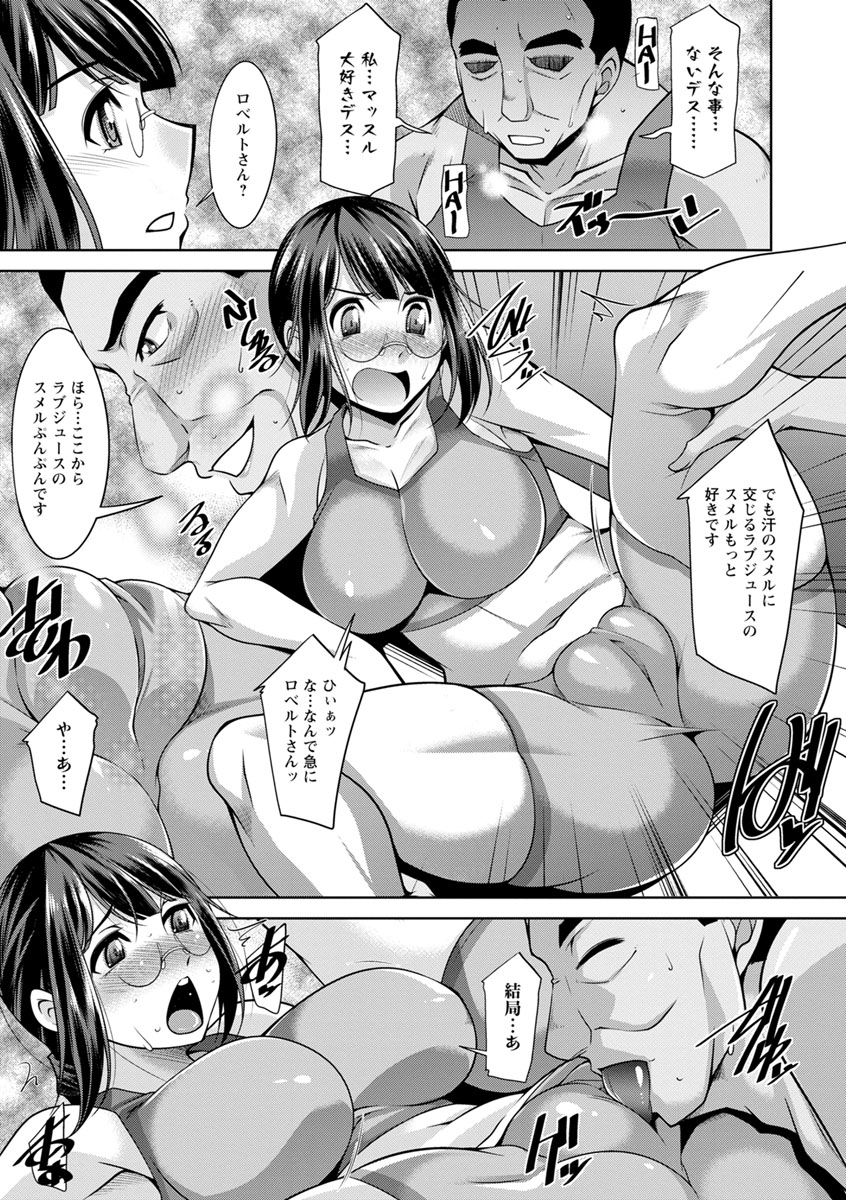 そんな事…
ないデス……
HAI
私…マッスル
大好きデス…
HAI
ロベルトさん？
でも汗のスメルに
交じるラブジュースの
スメルもっと
好きです
ほら…ここから
ラブジュースの
スメルぷんぷんです
ひぃぁッ
な…なんで急に
ロベルトさんッ
や…あ…
結局…あ